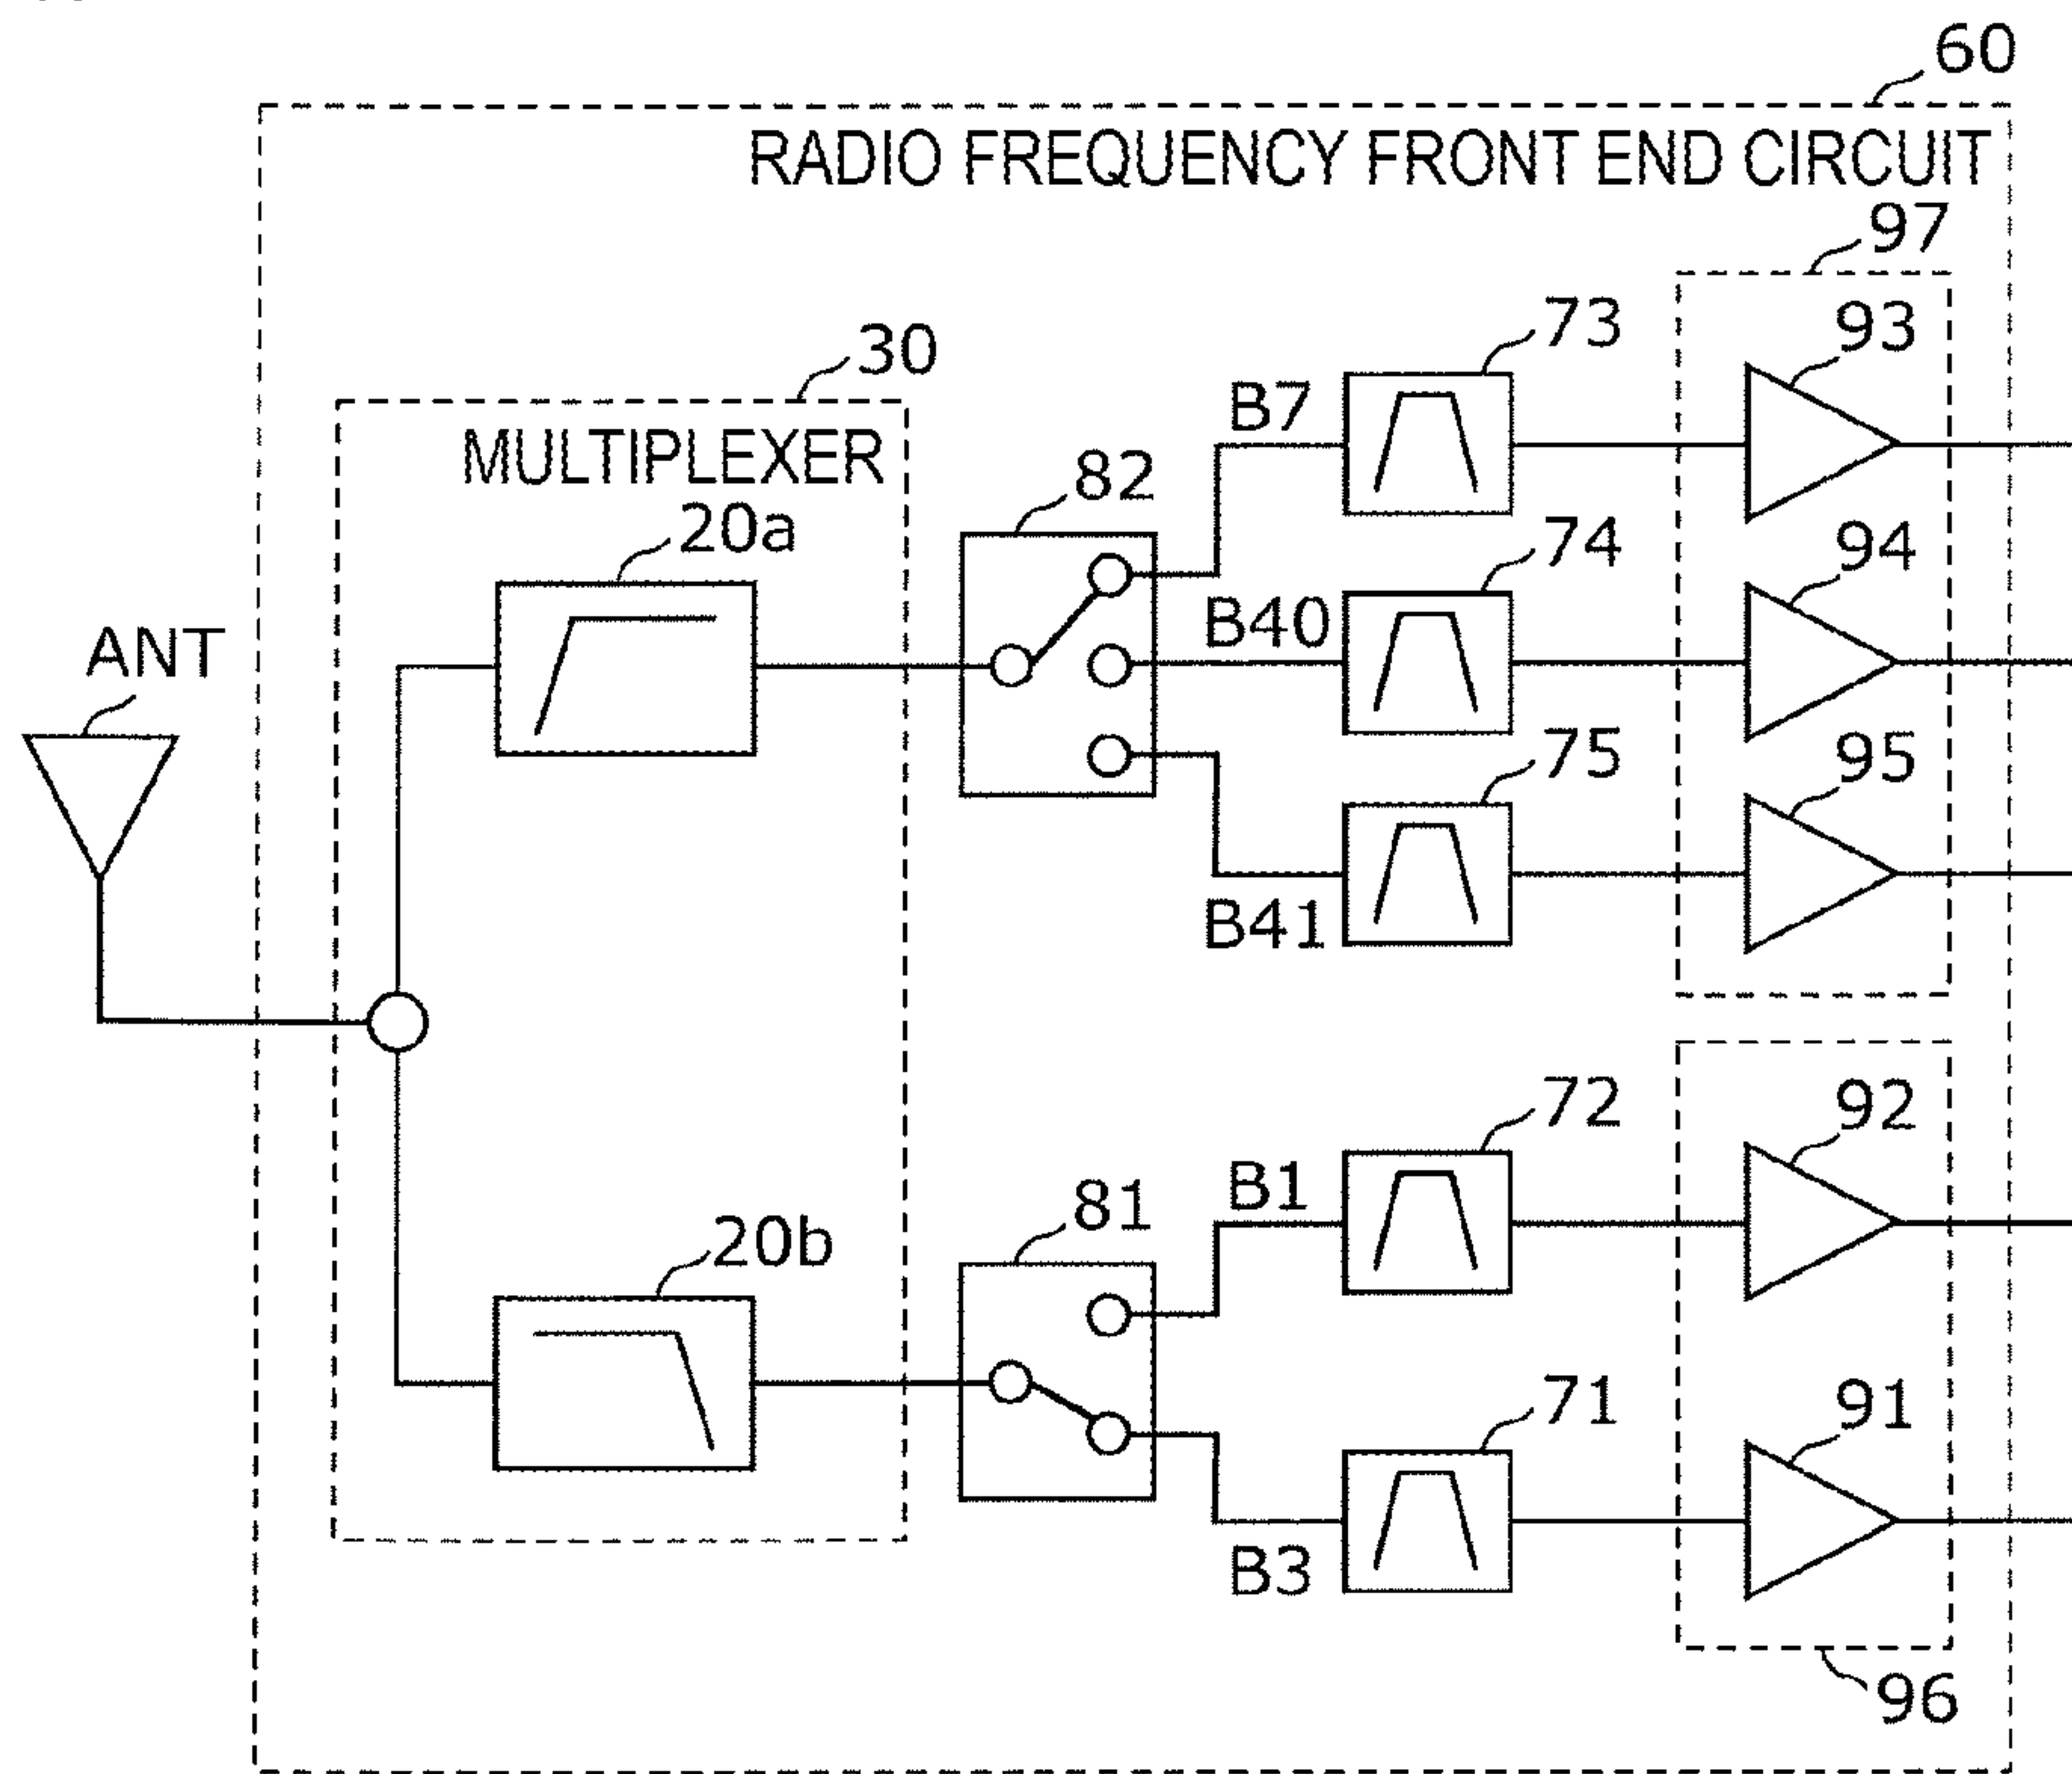 60
RADIO FREQUENCY FRONT END CIRCUIT
97
30
MULTIPLEXER
20a
82
B7
73
93
B40
74
94
ANT
B41
75
95
20b
81
B1
72
92
B3
71
91
96